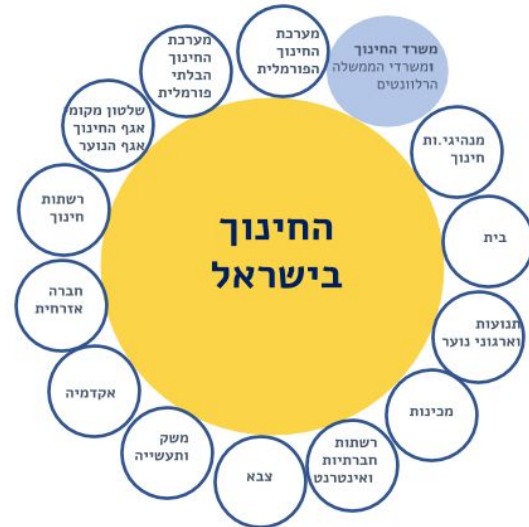 החינוך
בישראל
משרד החינוך
ומשרדי הממשלה
הרלוונטים
מנהיגי.ות
חינוך
בית
תנועות
וארגוני נוער
מכינות
רשתות
חברתיות
ואינטרנט
צבא
משק
ותעשייה
אקדמיה
חברה
אזרחית
רשתות
חינוך
שלטון מקומי
אגף החינוך
אגף הנוער
מערכת
החינוך
הבלתי
פורמלית
מערכת
החינוך
הפורמלית